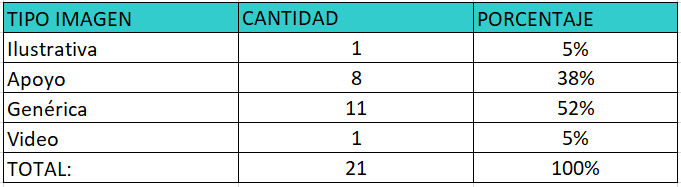 TIPO IMAGEN CANTIDAD PORCENTAJE
Ilustrativa 1 5%
Apoyo 8 38%
Genérica 11 52%
Video 1 5%
TOTAL: 21 100%